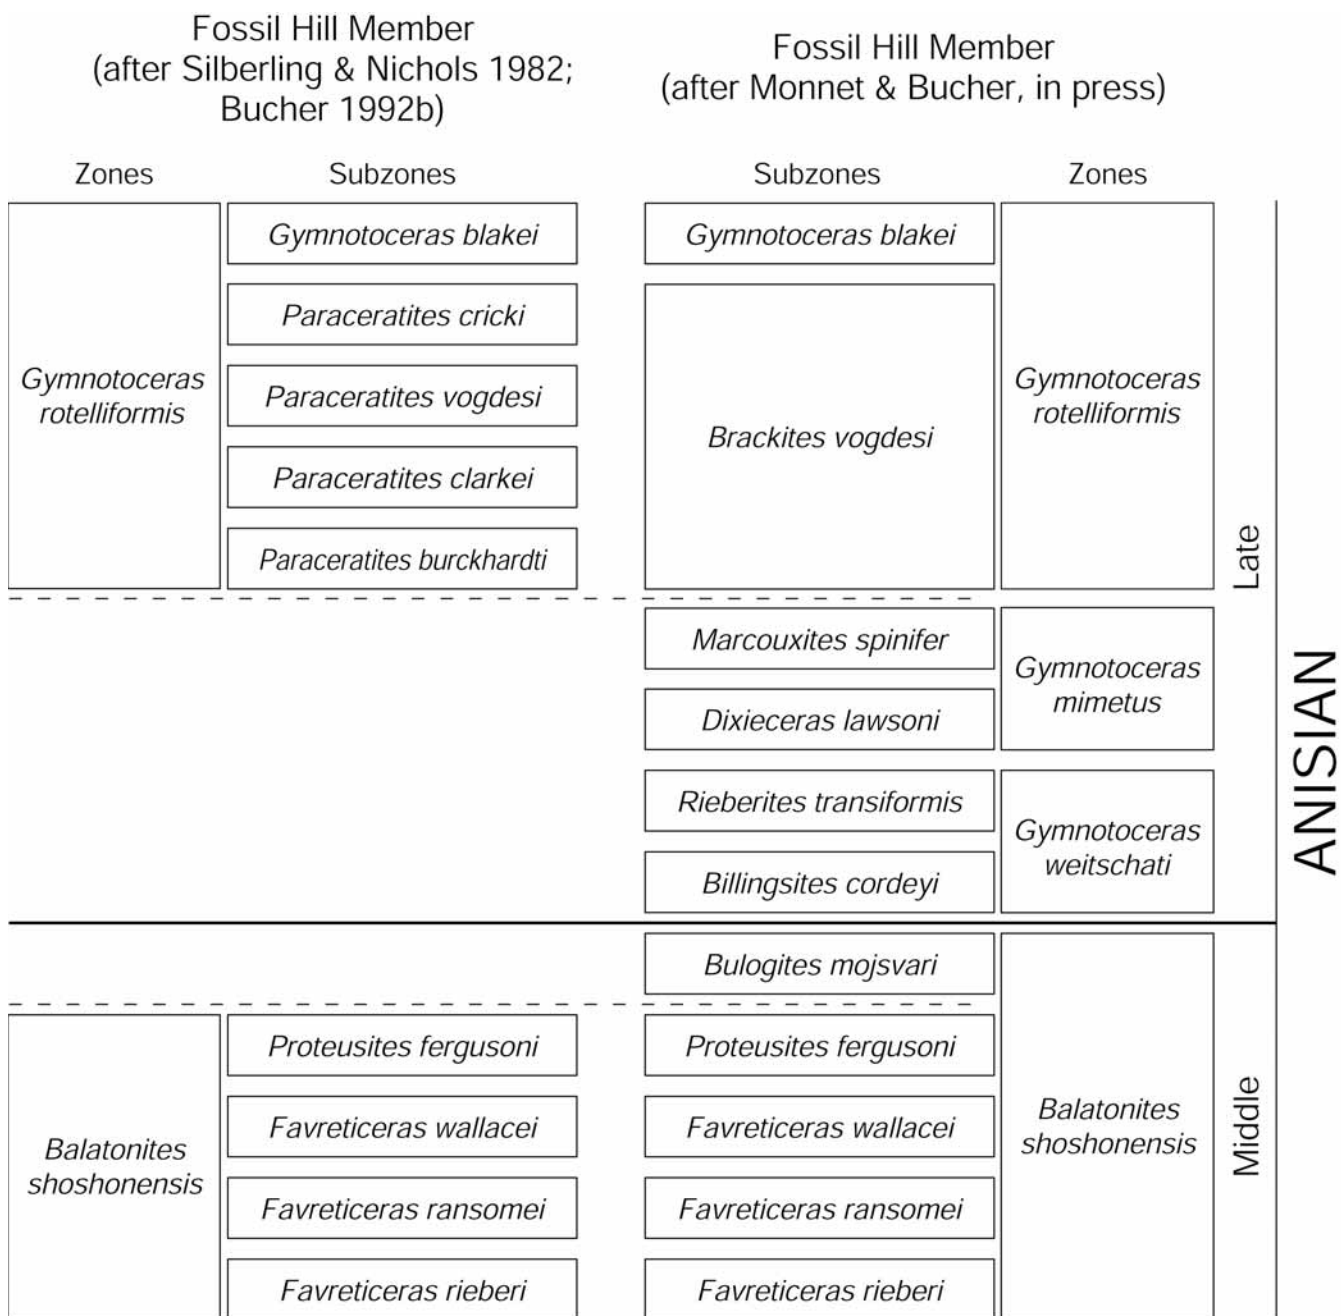 Fossil Hill Member
(after Silberling & Nichols 1982;
Bucher 1992b)
Fossil Hill Member
(after Monnet & Bucher, in press)
Zones
Subzones
Subzones
Zones
Gymnotoceras
rotelliformis
Gymnotoceras blakei
Paraceratites cricki
Paraceratites vogdesi
Paraceratites clarkei
Paraceratites burckhardti
Balatonites
shoshonensis
Proteusites fergusoni
Favreticeras wallacei
Favreticeras ransomei
Favreticeras rieberi
Gymnotoceras blakei
Brackites vogdesi
Marcouxites spinifer
Dixieceras lawsoni
Rieberites transiformis
Billingsites cordeyi
Bulogites mojsvari
Proteusites fergusoni
Favreticeras wallacei
Favreticeras ransomei
Favreticeras rieberi
Gymnotoceras
rotelliformis
Gymnotoceras
mimetus
Gymnotoceras
weitschati
Balatonites
shoshonensis
Late
Middle
ANISIAN